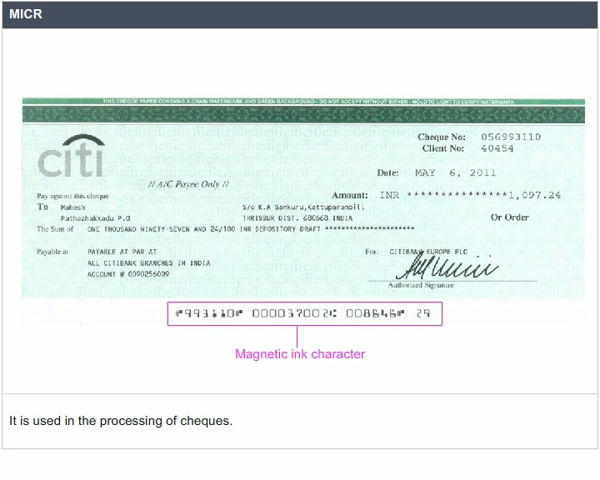 MICR
THIS CHEQUE PAPER CONTAINS A CHAIN WATERMARK AND GREEN BACKGROUND - DO NOT ACCEPT WITHOUT EITHER - HOLD TO LIGHT TO VERIFY WATERMARK
citi
Cheque No: 056993110
Client No: 40454
Date: MAY 6, 2011
// A/C Payee Only //
Pay against this cheque
Amount: INR ***************1,097.24
To Mahesh S/o K.A Sankuru,Kattuparambil
Pathazhakkadu P.O THRISSUR DIST. 680668 INDIA Or Order
The Sum of ONE THOUSAND NINETY-SEVEN AND 24/100 INR DEPOSITORY DRAFT *********************
Payable at PAYABLE AT PAR AT For: CITIBANK EUROPE PLC
ALL CITIBANK BRANCHES IN INDIA
ACCOUNT # 0090256009
Authorized Signature
⑈993110⑈ 000037002⑆ 008646⑈ 29
Magnetic ink character
It is used in the processing of cheques.